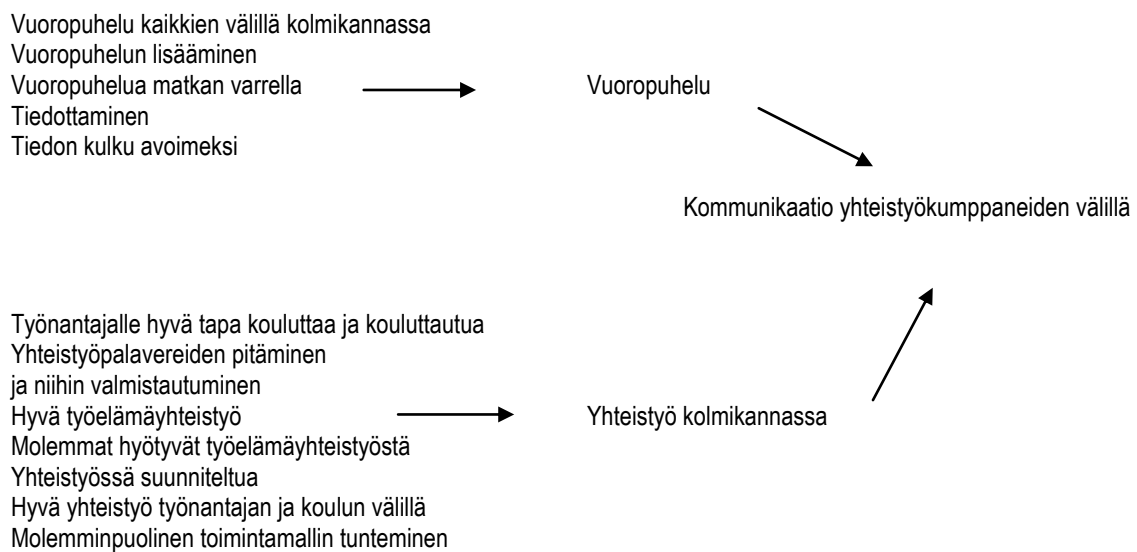 Vuoropuhelu kaikkien välillä kolmikannassa
Vuoropuhelun lisääminen
Vuoropuhelua matkan varrella
Vuoropuhelu
Tiedottaminen
Tiedon kulku avoimeksi
Kommunikaatio yhteistyökumppaneiden välillä
Työnantajalle hyvä tapa kouluttaa ja kouluttautua
Yhteistyöpalavereiden pitäminen
ja niihin valmistautuminen
Hyvä työelämäyhteistyö
Yhteistyö kolmikannassa
Molemmat hyötyvät työelämäyhteistyöstä
Yhteistyössä suunniteltua
Hyvä yhteistyö työnantajan ja koulun välillä
Molemminpuolinen toimintamallin tunteminen